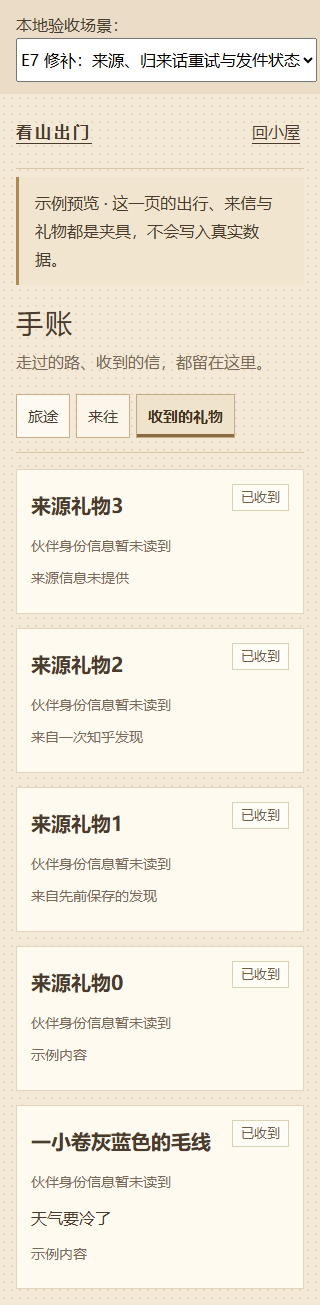 本地验收场景：
E7 修补：来源、归来话重试与发件状态
看山出门
回小屋
示例预览 · 这一页的出行、来信与
礼物都是夹具，不会写入真实数
据。
手账
走过的路、收到的信，都留在这里。
旅途
来往
收到的礼物
来源礼物3
已收到
伙伴身份信息暂未读到
来源信息未提供
来源礼物2
已收到
伙伴身份信息暂未读到
来自一次知乎发现
来源礼物1
已收到
伙伴身份信息暂未读到
来自先前保存的发现
来源礼物0
已收到
伙伴身份信息暂未读到
示例内容
一小卷灰蓝色的毛线
已收到
伙伴身份信息暂未读到
天气要冷了
示例内容